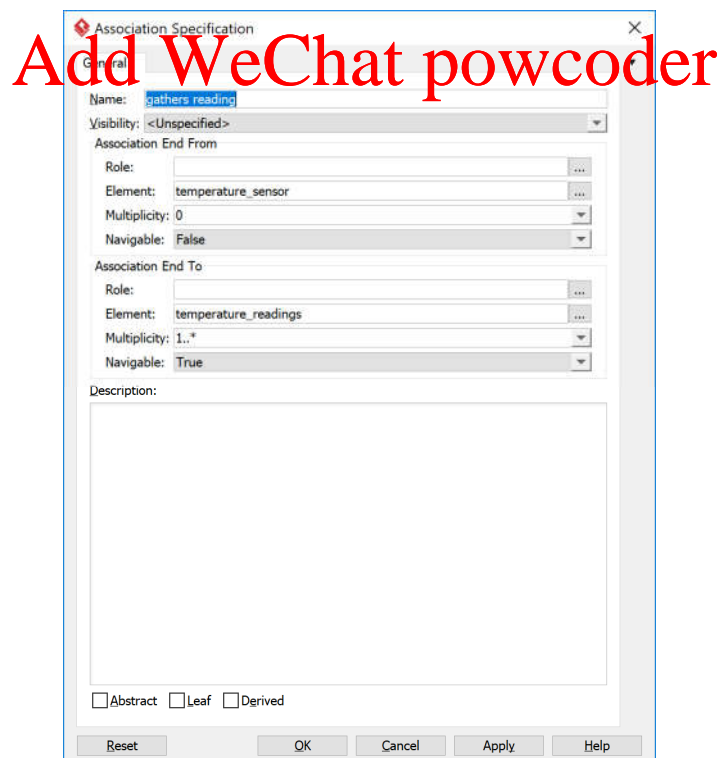 Association Specification
Add WeChat powcoder
General
Name: gathers reading
Visibility: <Unspecified>
Association End From
Role: ...
Element: temperature_sensor ...
Multiplicity: 0
Navigable: False
Association End To
Role: ...
Element: temperature_readings ...
Multiplicity: 1..*
Navigable: True
Description:
Abstract Leaf Derived
Reset OK Cancel Apply Help